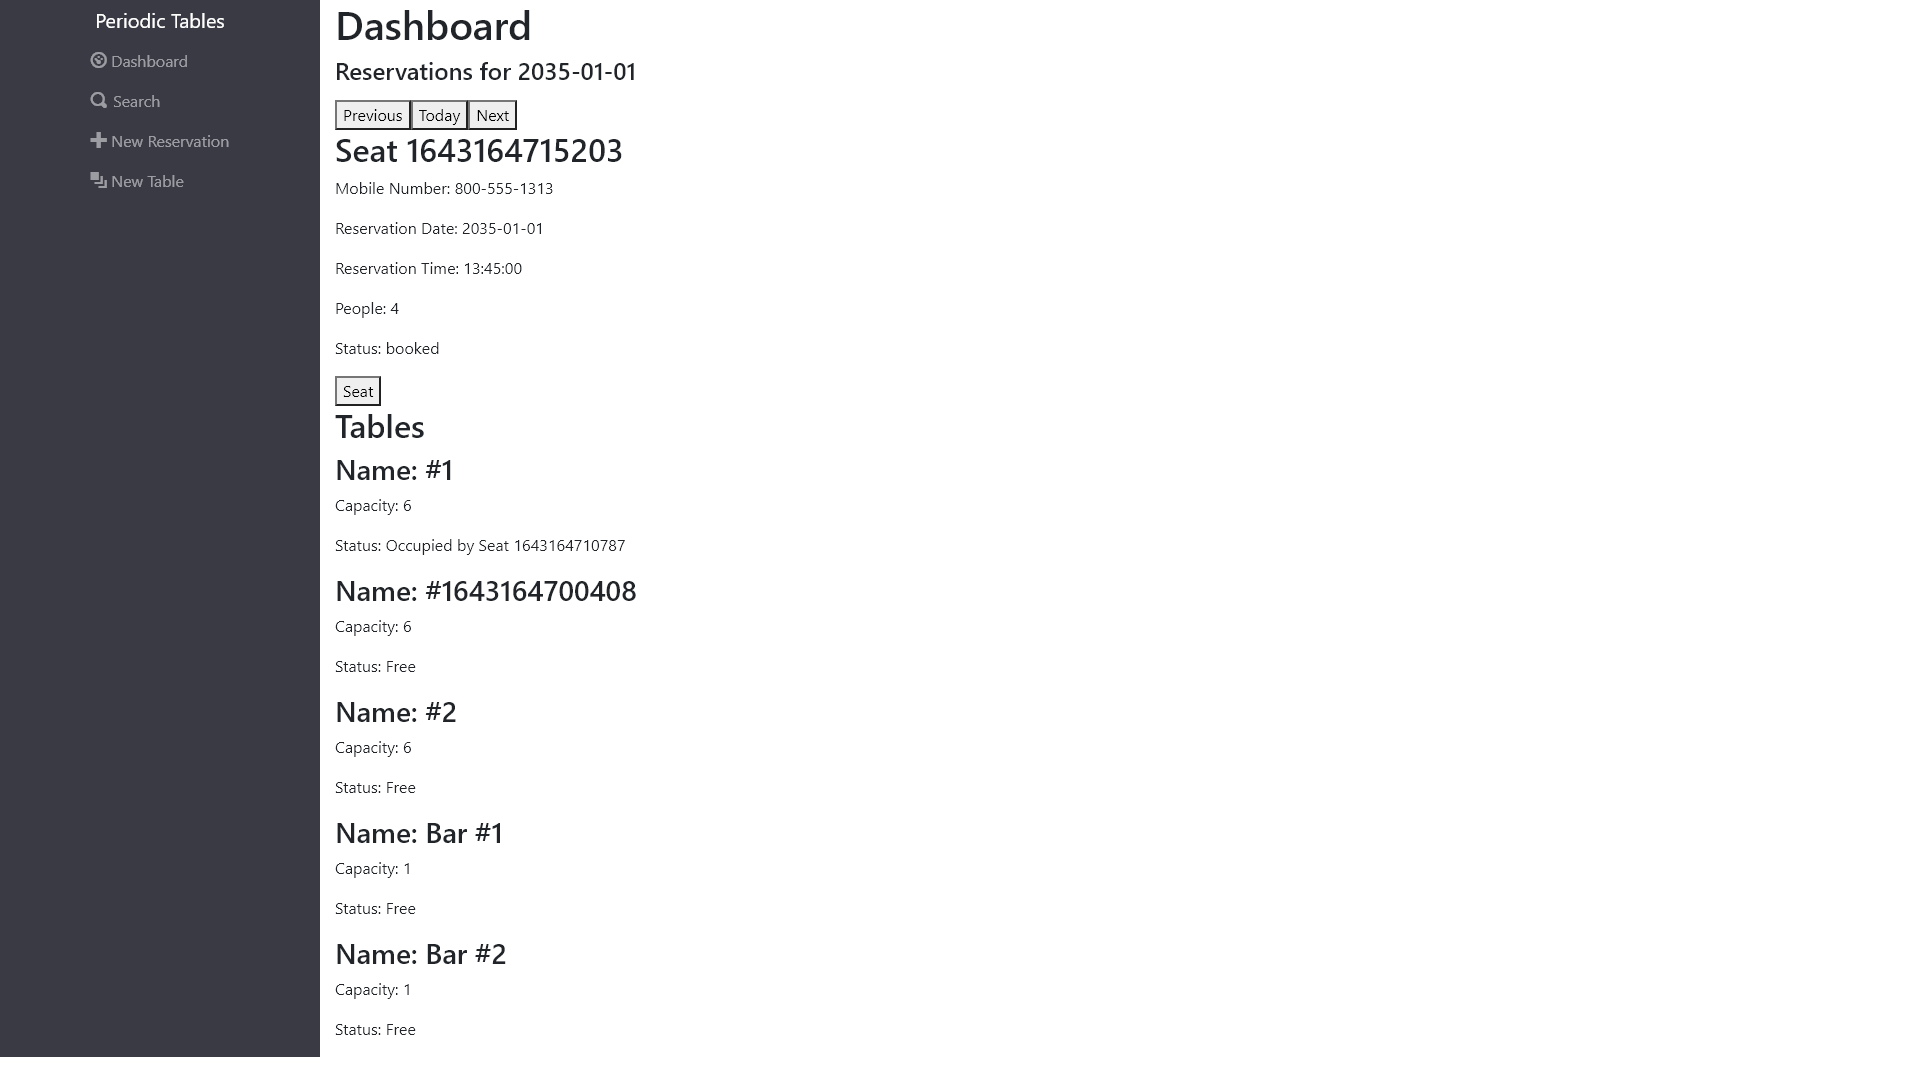 Periodic Tables
Dashboard
Search
New Reservation
New Table
Dashboard
Reservations for 2035-01-01
Previous Today Next
Seat 1643164715203
Mobile Number: 800-555-1313
Reservation Date: 2035-01-01
Reservation Time: 13:45:00
People: 4
Status: booked
Seat
Tables
Name: #1
Capacity: 6
Status: Occupied by Seat 1643164710787
Name: #1643164700408
Capacity: 6
Status: Free
Name: #2
Capacity: 6
Status: Free
Name: Bar #1
Capacity: 1
Status: Free
Name: Bar #2
Capacity: 1
Status: Free